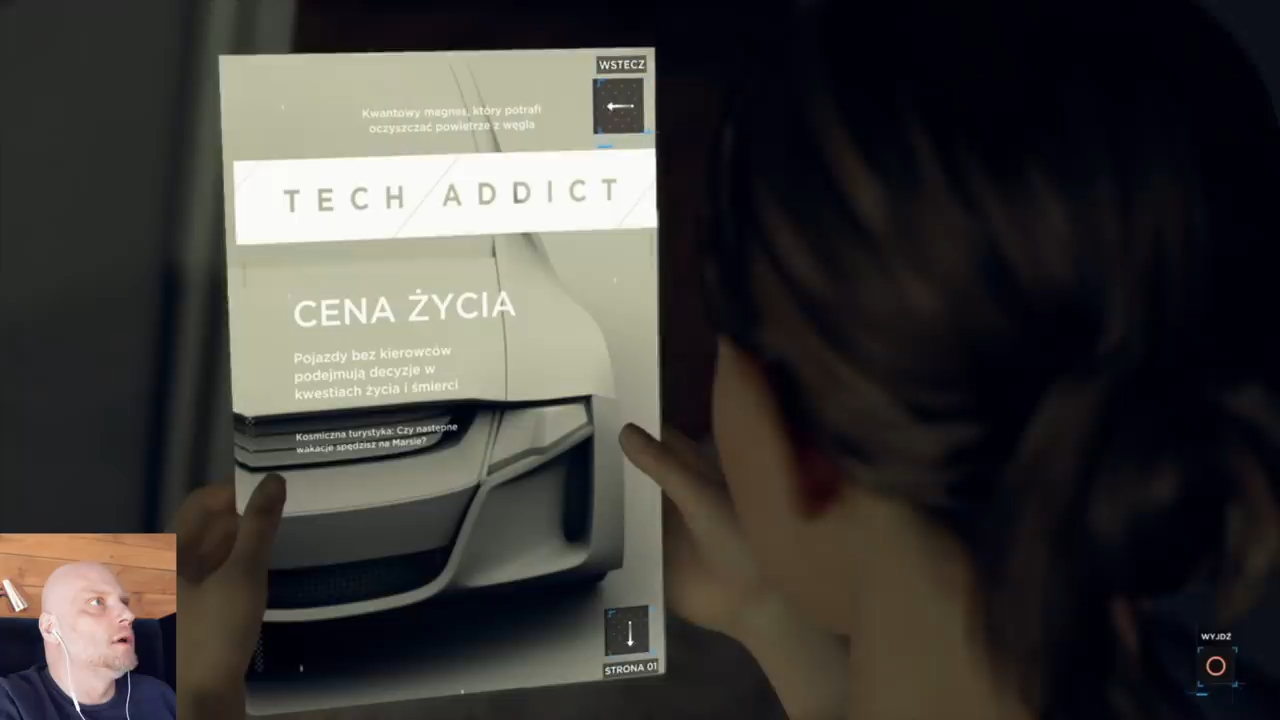 WSTECZ
Kwantowy magnes, który potrafi
oczyszczać powietrze z węgla
TECH ADDICT
CENA ŻYCIA
Pojazdy bez kierowców
podejmują decyzje w
kwestiach życia i śmierci
Kosmiczna turystyka: Czy następne
wakacje spędzisz na Marsie?
STRONA 01
WYJDŹ